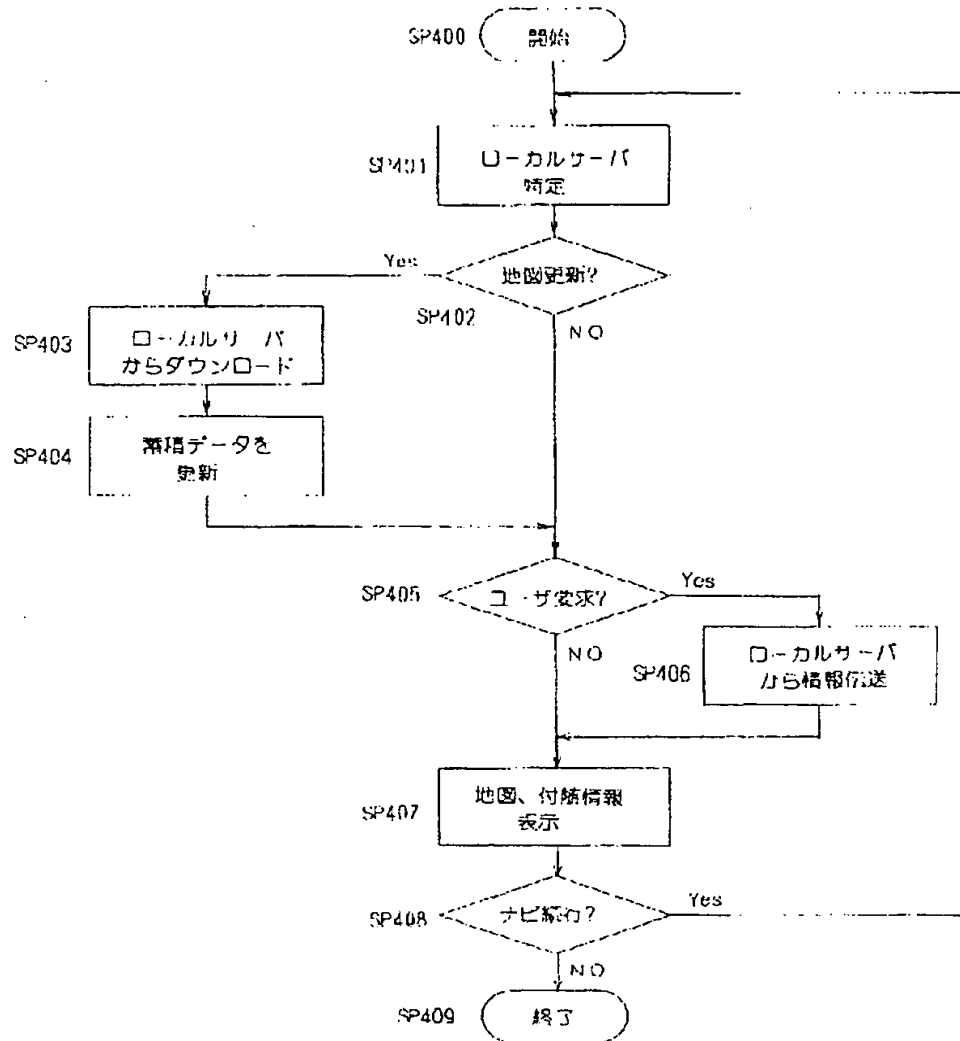 SP400
開始
SP401
ローカルサーバ
特定
Yes
地図更新?
SP402
NO
SP403
ローカルサーバ
からダウンロード
SP404
蓄積データを
更新
SP405
ユーザ要求?
Yes
NO
SP406
ローカルサーバ
から情報伝送
SP407
地図、付随情報
表示
SP408
ナビ続行?
Yes
NO
SP409
終了